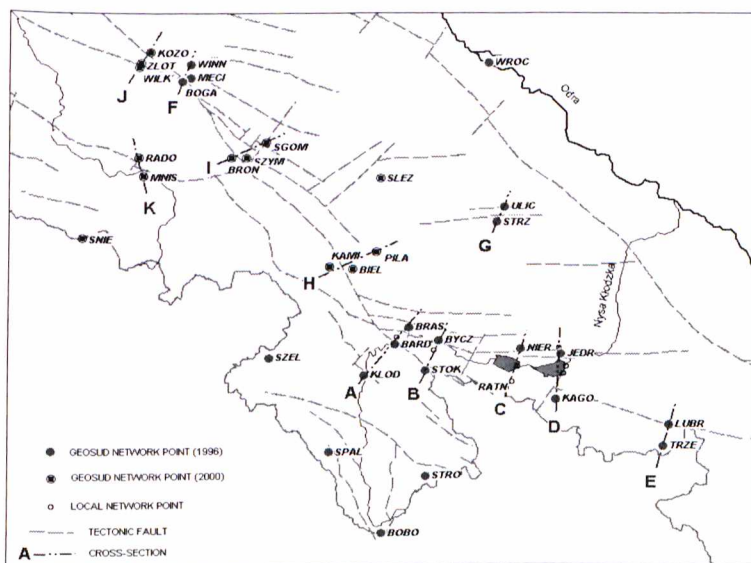 KOZO
ZLOT
WILK
WINN
MIECI
BOGA
J
F
WROC
Odra
SGOM
I
BRON
SZYM
RADO
MNIS
K
SLEZ
ULIC
STRZ
G
SNIE
KAMI
PILA
BIEL
H
Nysa Kłodzka
BRAS
BYCZ
BARD
NIER
JEDR
SZEL
KLOD
STOK
A
B
RATN
C
KAGO
D
LUBR
TRZE
E
SPAL
STRO
BOBO
GEOSUD NETWORK POINT (1996)
GEOSUD NETWORK POINT (2000)
LOCAL NETWORK POINT
TECTONIC FAULT
A CROSS-SECTION